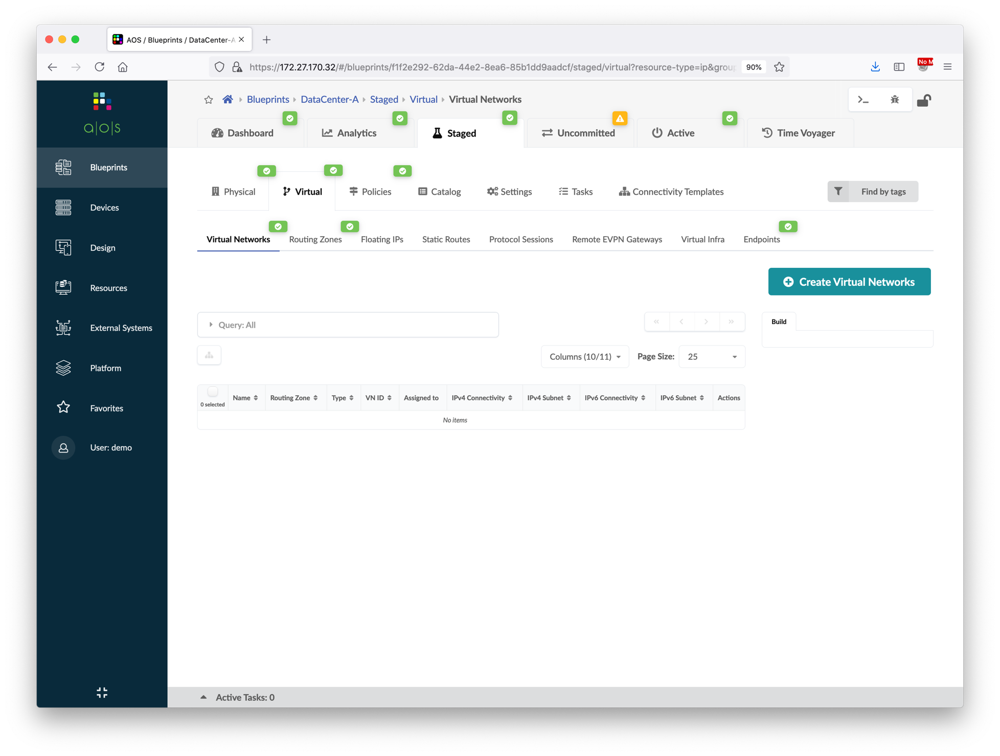 AOS / Blueprints / DataCenter-A
https://172.27.170.32/#/blueprints/f1f2e292-62da-44e2-8ea6-85b1dd9aadcf/staged/virtual?resource-type=ip&group
90%
No M
a|o|s
Blueprints
Devices
Design
Resources
External Systems
Platform
Favorites
User: demo
Blueprints DataCenter-A Staged Virtual Virtual Networks
Dashboard Analytics Staged Uncommitted Active Time Voyager
Physical Virtual Policies Catalog Settings Tasks Connectivity Templates Find by tags
Virtual Networks Routing Zones Floating IPs Static Routes Protocol Sessions Remote EVPN Gateways Virtual Infra Endpoints
Create Virtual Networks
Query: All
Build
Columns (10/11) Page Size: 25
0 selected Name Routing Zone Type VN ID Assigned to IPv4 Connectivity IPv4 Subnet IPv6 Connectivity IPv6 Subnet Actions
No items
Active Tasks: 0